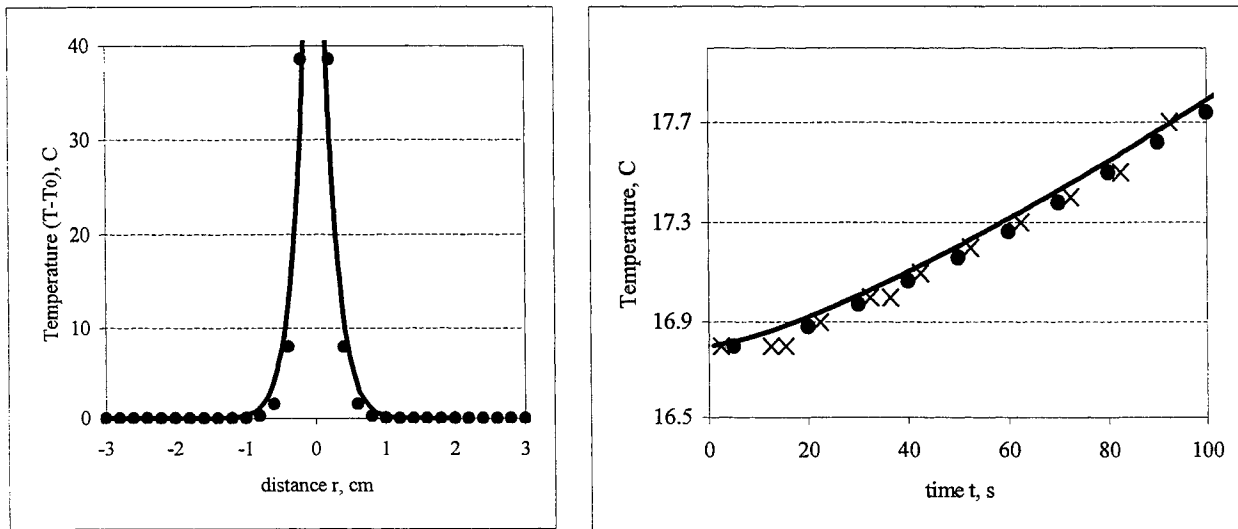 Temperature (T-T₀), C
40
30
20
10
0
-3 -2 -1 0 1 2 3
distance r, cm
Temperature, C
17.7
17.3
16.9
16.5
0 20 40 60 80 100
time t, s